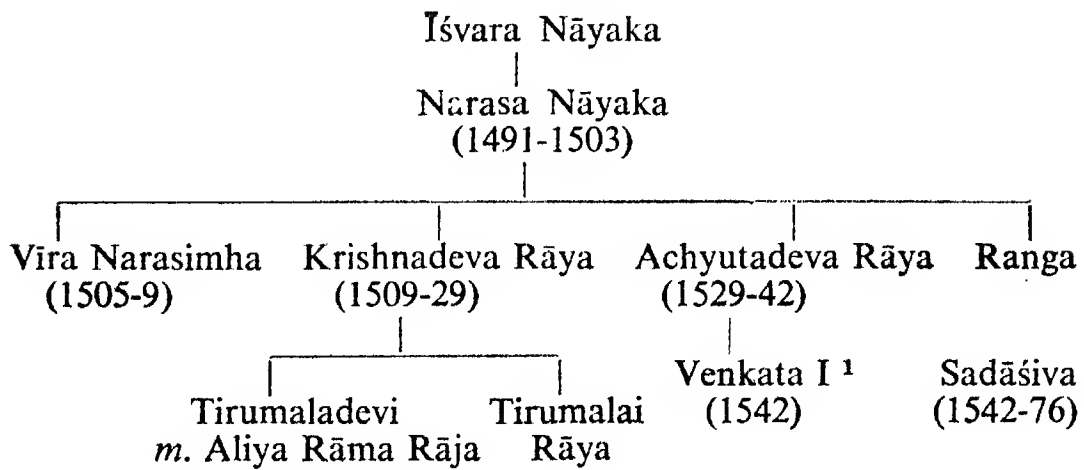 Īśvara Nāyaka
Narasa Nāyaka
(1491-1503)
Vīra Narasimha Krishnadeva Rāya Achyutadeva Rāya Ranga
(1505-9) (1509-29) (1529-42)
Venkata I ¹ Sadāśiva
Tirumaladevi Tirumalai (1542) (1542-76)
m. Aliya Rāma Rāja Rāya